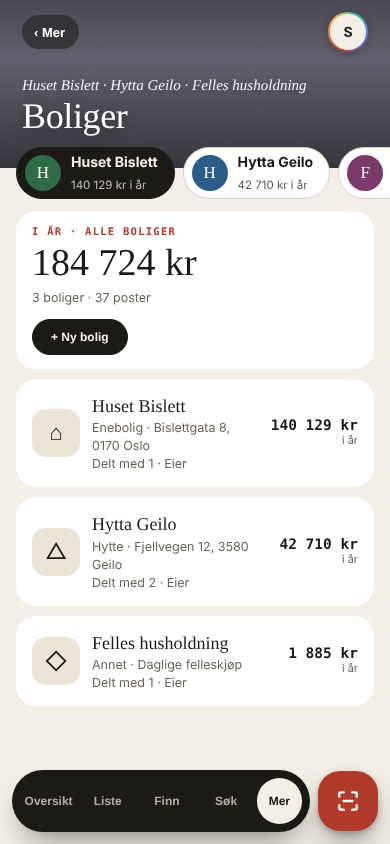 ‹ Mer
S
Huset Bislett · Hytta Geilo · Felles husholdning
Boliger
H
Huset Bislett
140 129 kr i år
H
Hytta Geilo
42 710 kr i år
F
I ÅR · ALLE BOLIGER
184 724 kr
3 boliger · 37 poster
+ Ny bolig
Huset Bislett
Enebolig · Bislettgata 8,
0170 Oslo
Delt med 1 · Eier
140 129 kr
i år
Hytta Geilo
Hytte · Fjellvegen 12, 3580
Geilo
Delt med 2 · Eier
42 710 kr
i år
Felles husholdning
Annet · Daglige felleskjøp
Delt med 1 · Eier
1 885 kr
i år
Oversikt
Liste
Finn
Søk
Mer